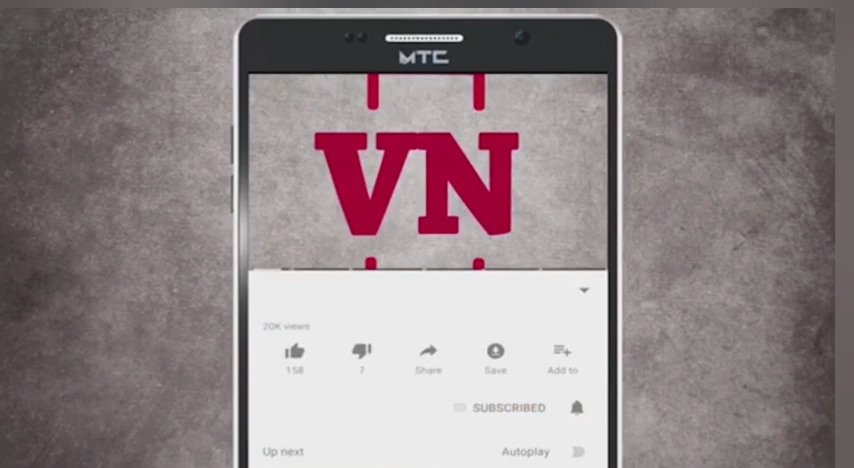 MTC
VN
20K views
158 7 Share Save Add to
SUBSCRIBED
Up next Autoplay